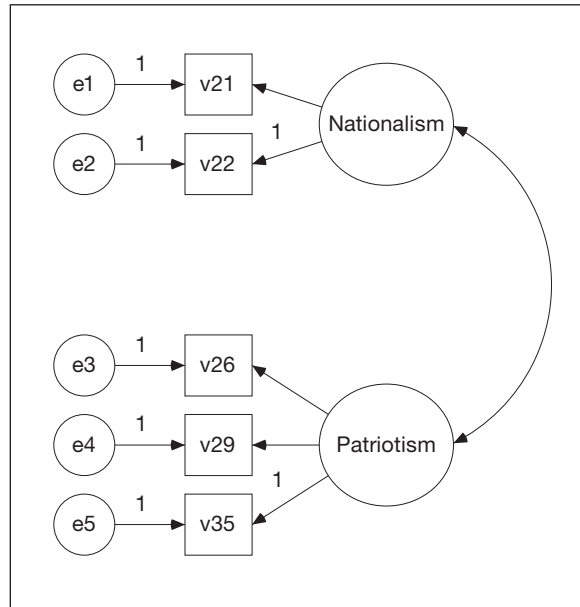 1
e1
v21
1
Nationalism
1
e2
v22
1
e3
v26
1
e4
v29
Patriotism
1
1
e5
v35